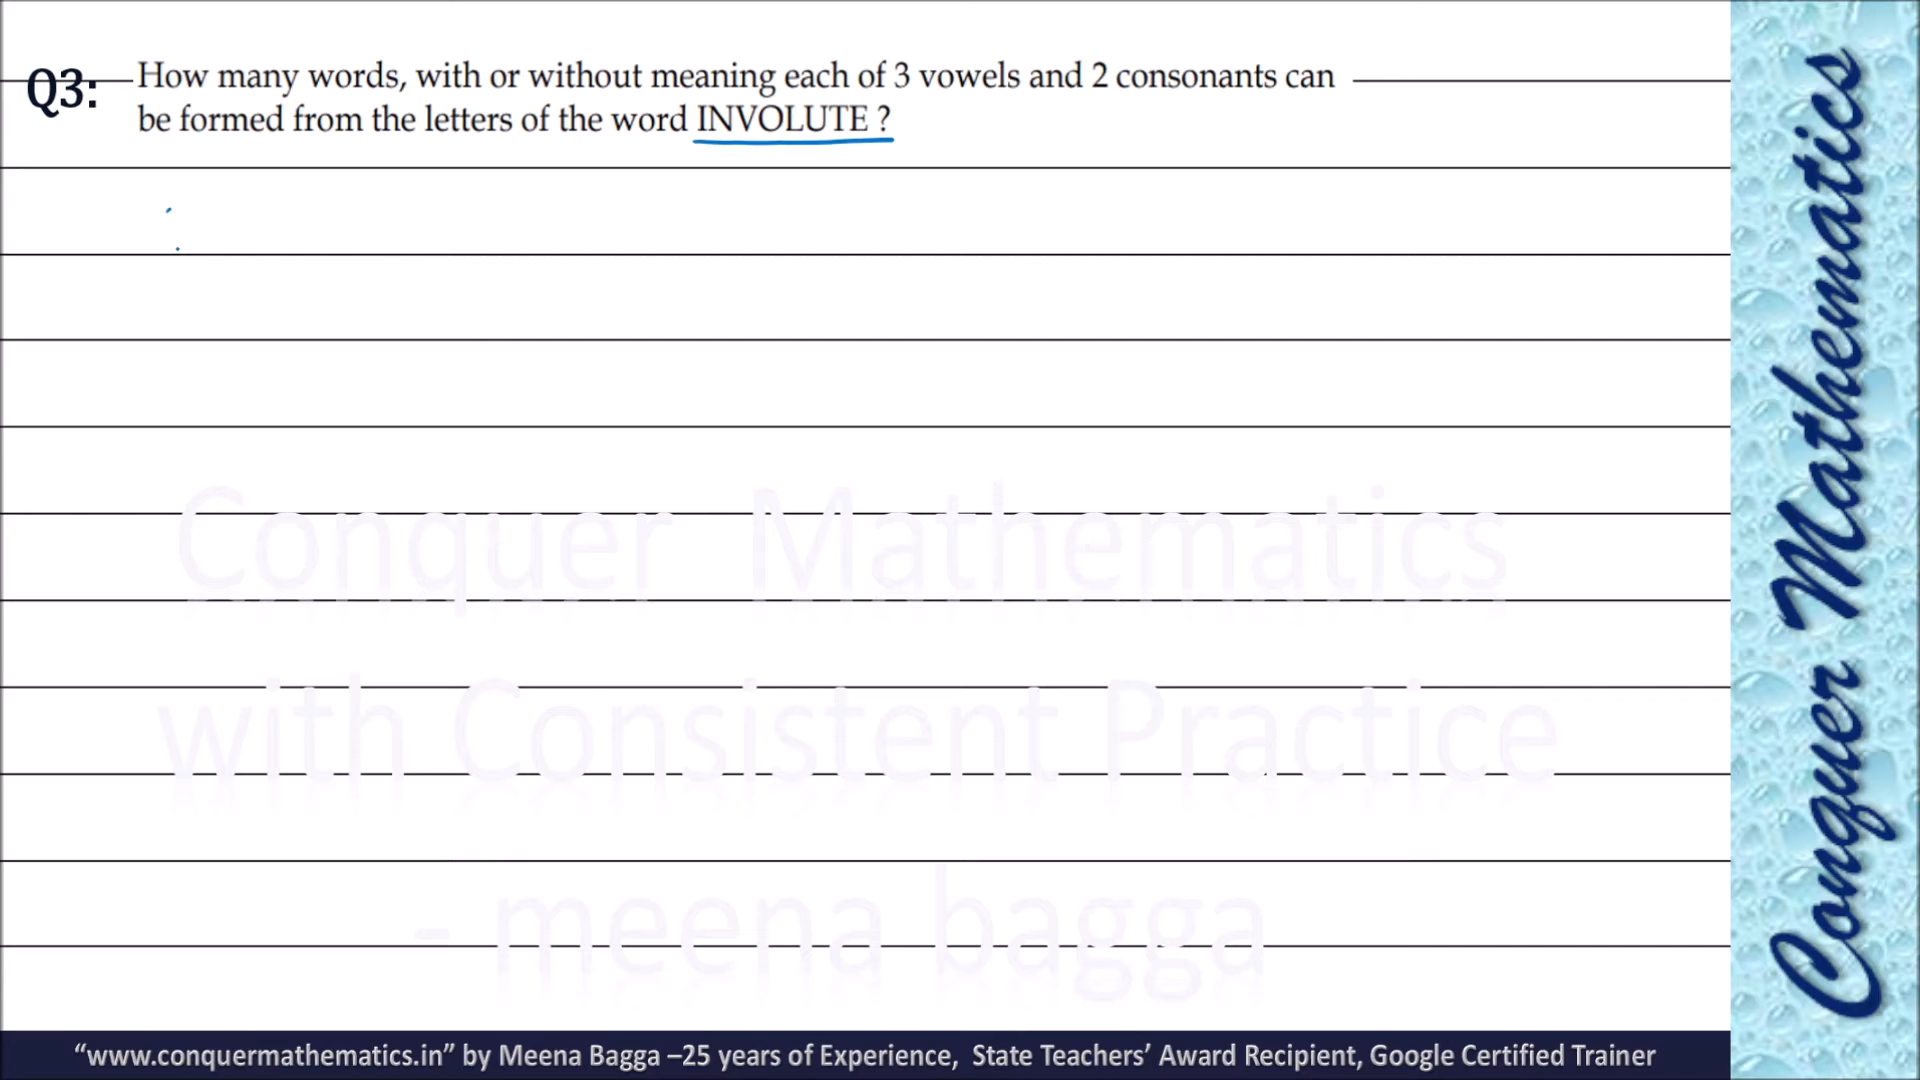 Q3: How many words, with or without meaning each of 3 vowels and 2 consonants can
be formed from the letters of the word INVOLUTE ?
Conquer Mathematics
with Consistent Practice
- meena bagga
Conquer Mathematics
“www.conquermathematics.in” by Meena Bagga –25 years of Experience, State Teachers’ Award Recipient, Google Certified Trainer